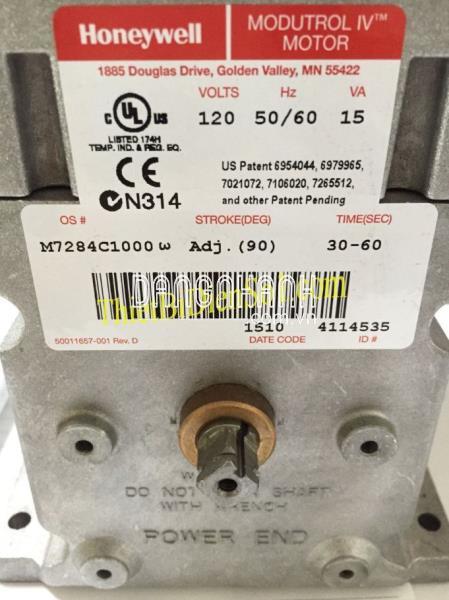 Honeywell
MODUTROL IV™
MOTOR
1885 Douglas Drive, Golden Valley, MN 55422
VOLTS Hz VA
120 50/60 15
C UL US
LISTED 174H
TEMP. IND. & REG. EQ.
CE
N314
US Patent 6954044, 6979965,
7021072, 7106020, 7265512,
and other Patent Pending
OS # STROKE(DEG) TIME(SEC)
M7284C1000 ω Adj.(90) 30-60
1510 4114535
50011657-001 Rev. D DATE CODE ID #
DO NOT SHAFT
WITH WRENCH
POWER END